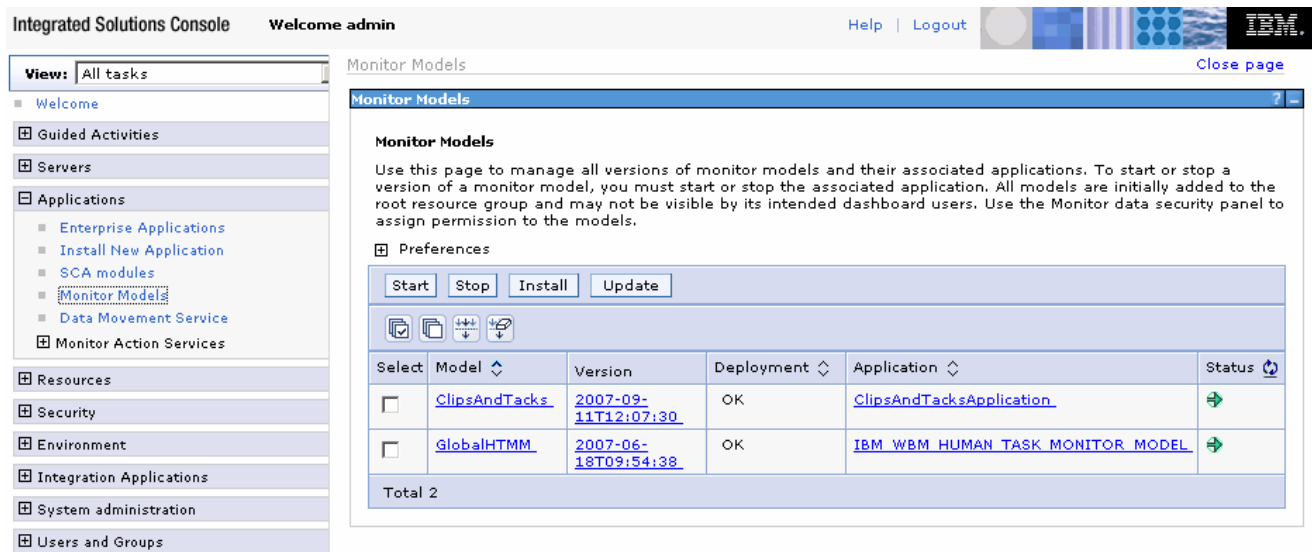 Integrated Solutions Console Welcome admin Help | Logout IBM.
View: All tasks
Welcome
Guided Activities
Servers
Applications
Enterprise Applications
Install New Application
SCA modules
Monitor Models
Data Movement Service
Monitor Action Services
Resources
Security
Environment
Integration Applications
System administration
Users and Groups
Monitor Models Close page
Monitor Models ? -
Monitor Models
Use this page to manage all versions of monitor models and their associated applications. To start or stop a
version of a monitor model, you must start or stop the associated application. All models are initially added to the
root resource group and may not be visible by its intended dashboard users. Use the Monitor data security panel to
assign permission to the models.
Preferences
Start Stop Install Update
Select Model Version Deployment Application Status
ClipsAndTacks 2007-09-
11T12:07:30 OK ClipsAndTacksApplication
GlobalHTMM 2007-06-
18T09:54:38 OK IBM_WBM_HUMAN_TASK_MONITOR_MODEL
Total 2